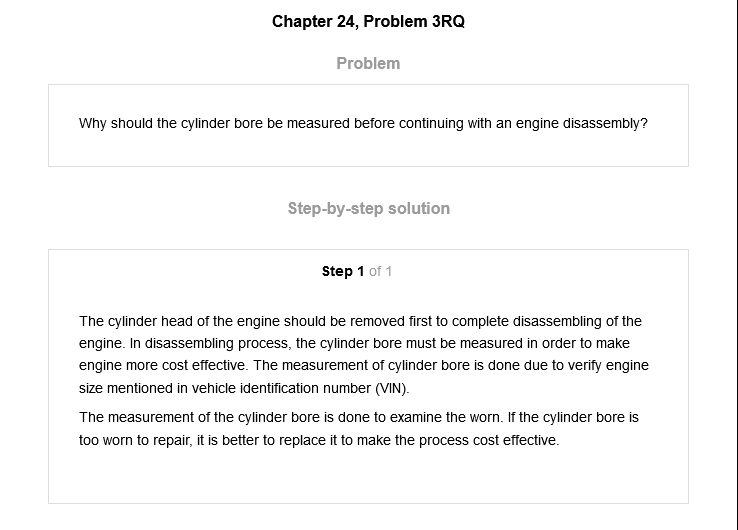 Chapter 24, Problem 3RQ
Problem
Why should the cylinder bore be measured before continuing with an engine disassembly?
Step-by-step solution
Step 1 of 1
The cylinder head of the engine should be removed first to complete disassembling of the
engine. In disassembling process, the cylinder bore must be measured in order to make
engine more cost effective. The measurement of cylinder bore is done due to verify engine
size mentioned in vehicle identification number (VIN).
The measurement of the cylinder bore is done to examine the worn. If the cylinder bore is
too worn to repair, it is better to replace it to make the process cost effective.